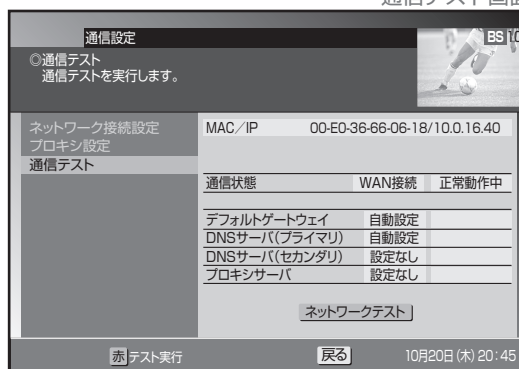 通信設定
BS
◎通信テスト
通信テストを実行します。
ネットワーク接続設定
プロキシ設定
通信テスト
MAC／IP 00-E0-36-66-06-18/10.0.16.40
通信状態 WAN接続 正常動作中
デフォルトゲートウェイ 自動設定
DNSサーバ(プライマリ) 自動設定
DNSサーバ(セカンダリ) 設定なし
プロキシサーバ 設定なし
ネットワークテスト
赤 テスト実行 戻る 10月20日(木) 20:45